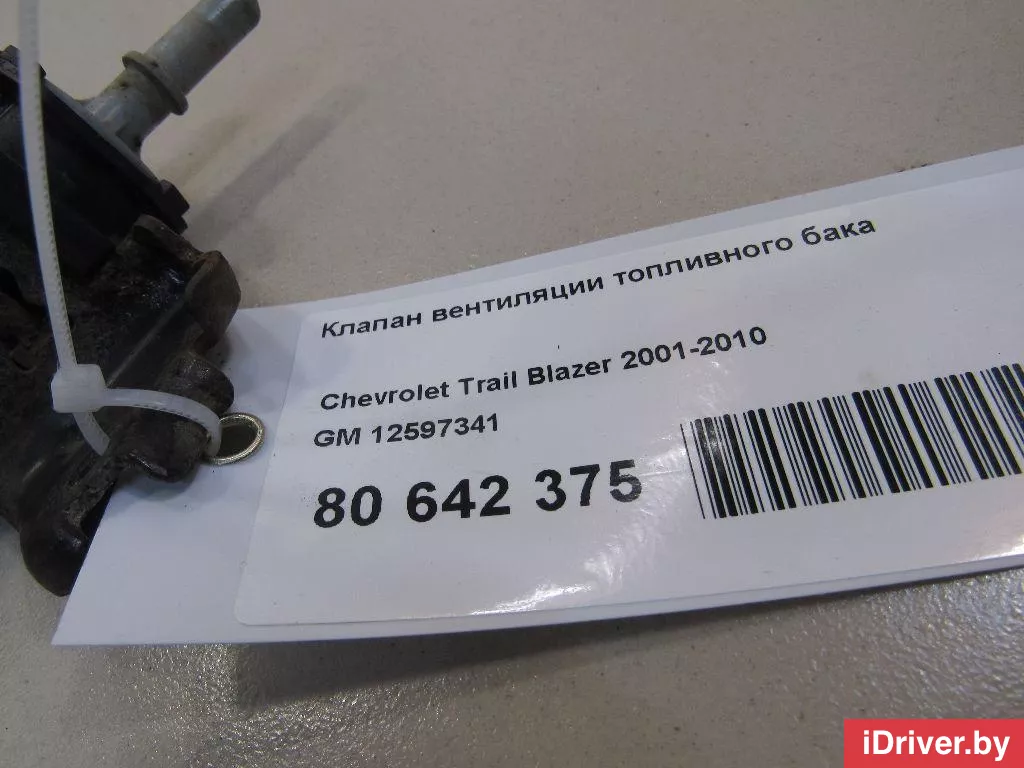 Клапан вентиляции топливного бака
Chevrolet Trail Blazer 2001-2010
GM 12597341
80 642 375
iDriver.by